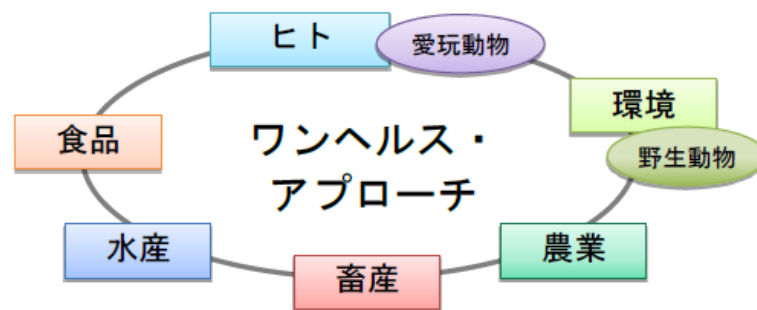 ヒト
愛玩動物
環境
野生動物
食品
ワンヘルス・
アプローチ
水産
農業
畜産